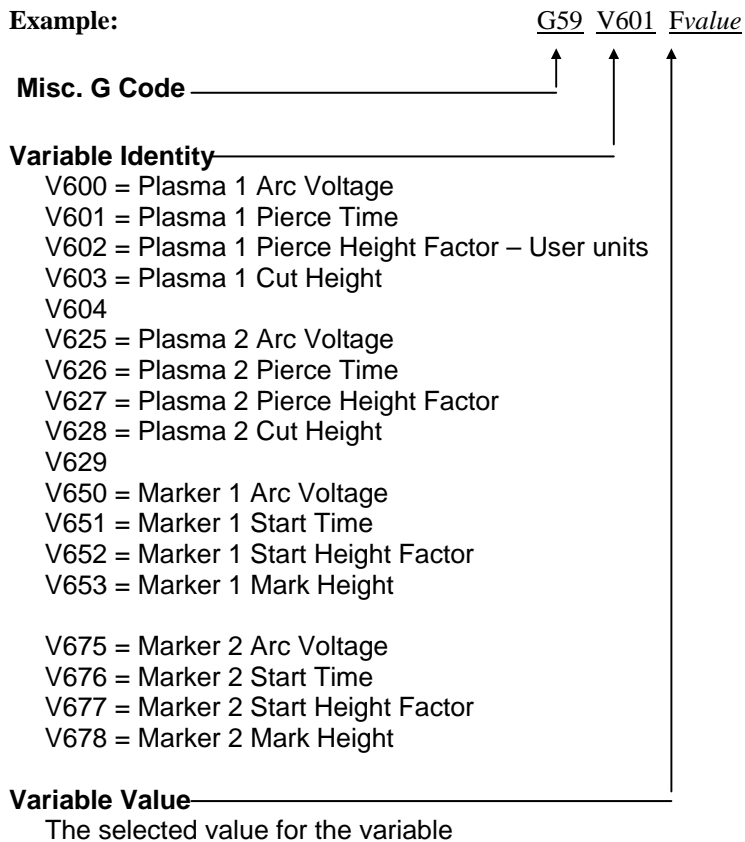 Example: G59 V601 Fvalue
Misc. G Code
Variable Identity
V600 = Plasma 1 Arc Voltage
V601 = Plasma 1 Pierce Time
V602 = Plasma 1 Pierce Height Factor – User units
V603 = Plasma 1 Cut Height
V604
V625 = Plasma 2 Arc Voltage
V626 = Plasma 2 Pierce Time
V627 = Plasma 2 Pierce Height Factor
V628 = Plasma 2 Cut Height
V629
V650 = Marker 1 Arc Voltage
V651 = Marker 1 Start Time
V652 = Marker 1 Start Height Factor
V653 = Marker 1 Mark Height
V675 = Marker 2 Arc Voltage
V676 = Marker 2 Start Time
V677 = Marker 2 Start Height Factor
V678 = Marker 2 Mark Height
Variable Value
The selected value for the variable